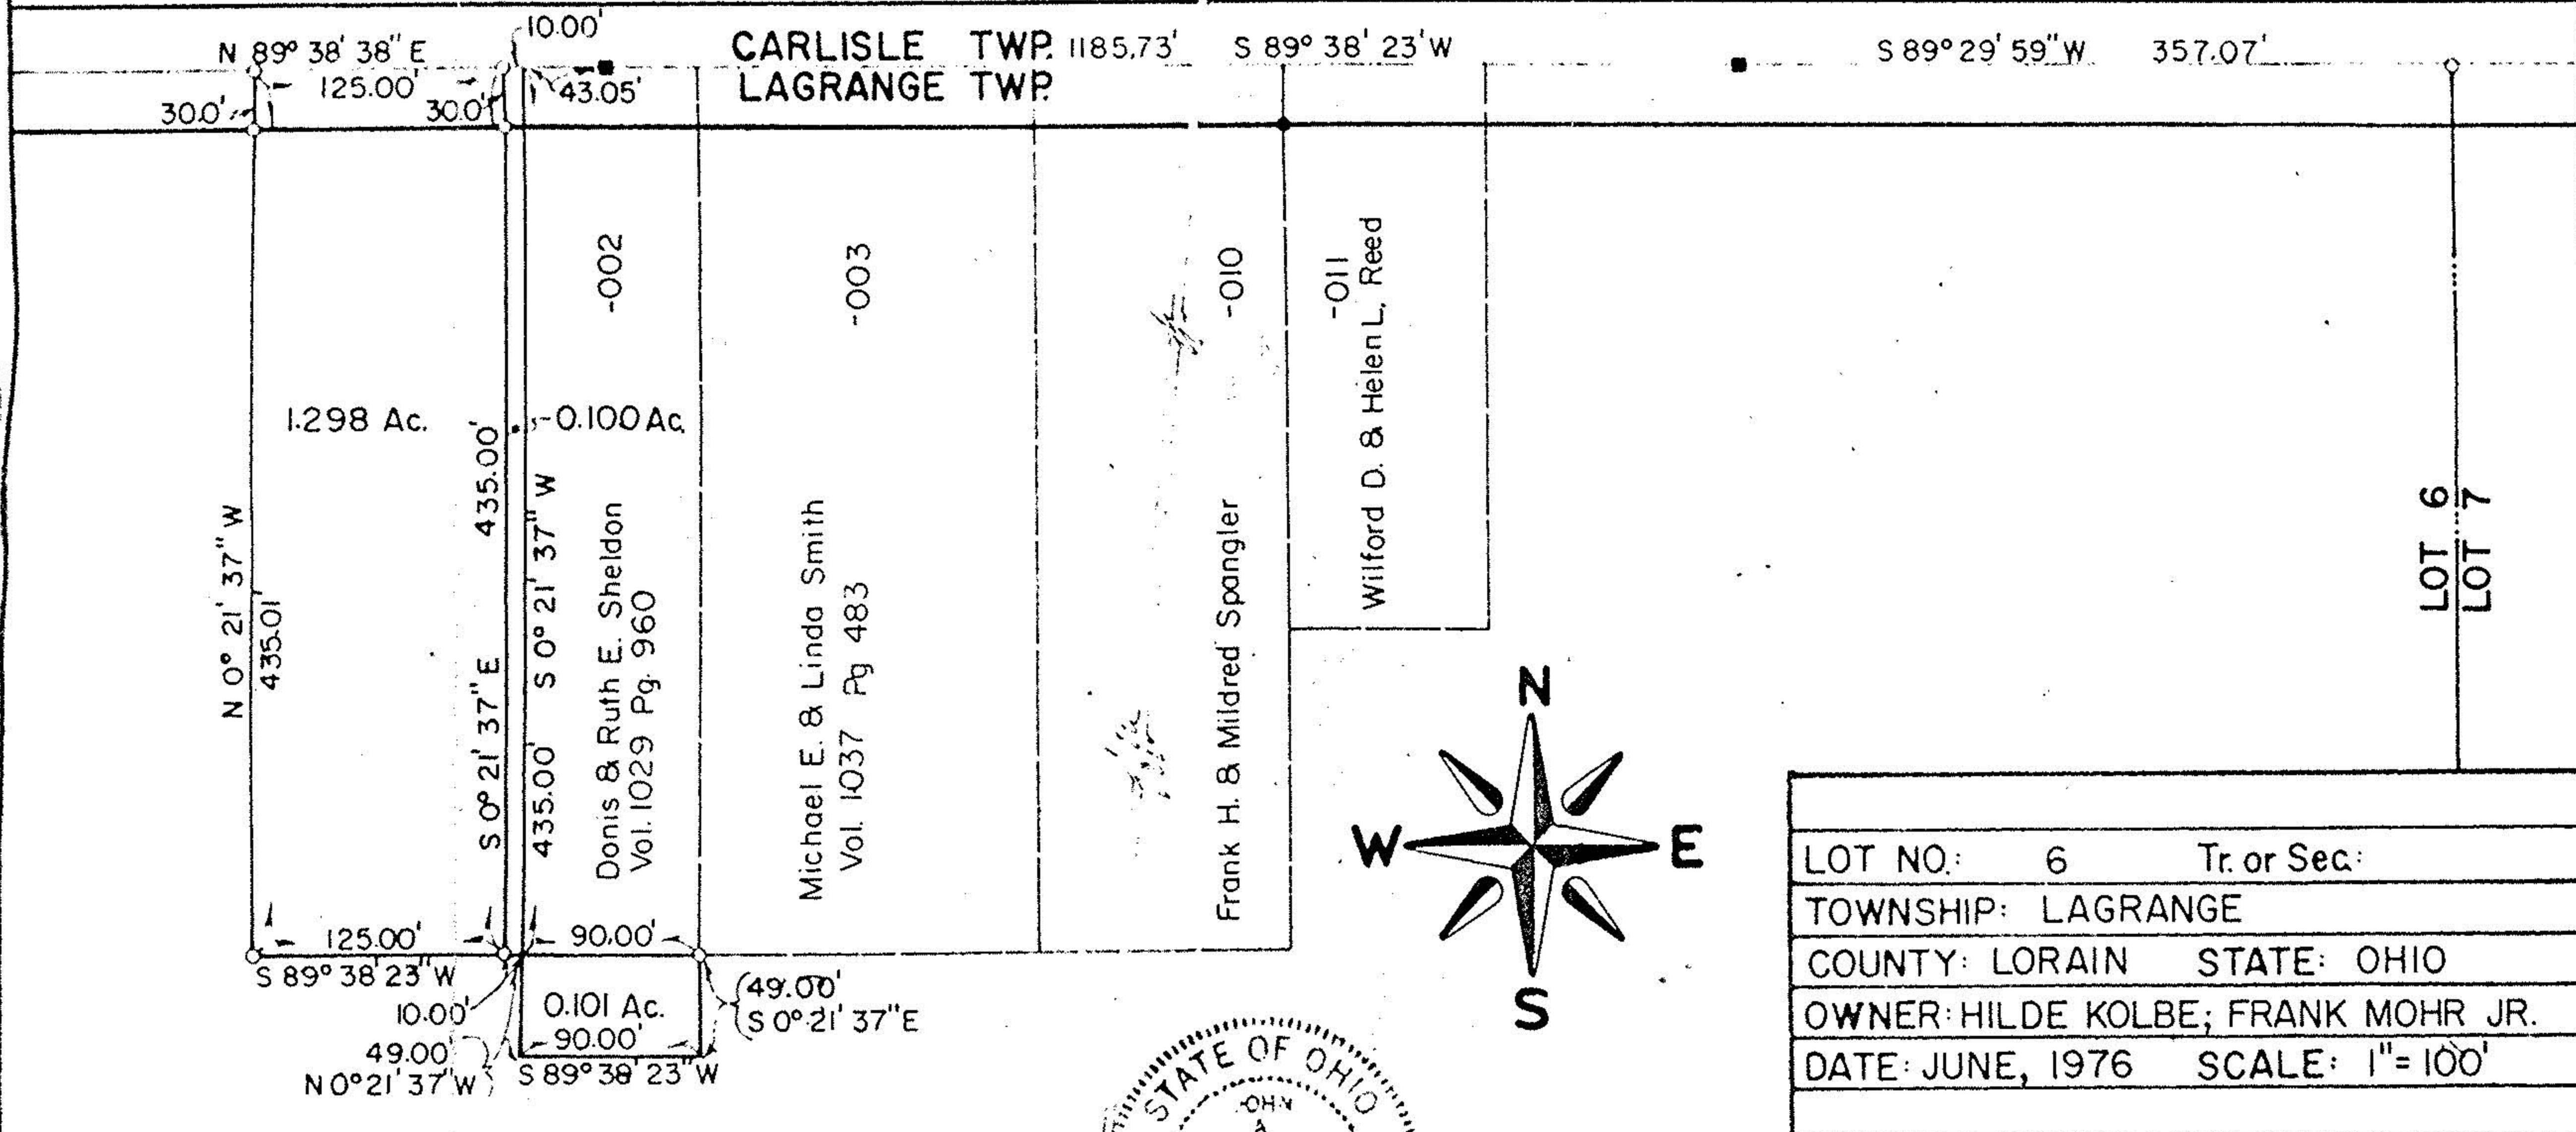 10.00'
N 89° 38' 38" E
CARLISLE TWP. 1185.73' S 89° 38' 23' W
S 89° 29' 59" W 357.07'
125.00'
43.05'
LAGRANGE TWP.
30.0'
30.0'
-002
-003
-010
-011
Wilford D. & Helen L. Reed
1.298 Ac.
0.100 Ac.
N 0° 21' 37" W
435.01'
S 0° 21' 37" E 435.00'
435.00' S 0° 21' 37" W
Donis & Ruth E. Sheldon
Vol. 1029 Pg. 960
Michael E. & Linda Smith
Vol. 1037 Pg 483
Frank H. & Mildred Spangler
LOT 6
LOT 7
N
W E
S
125.00'
90.00'
S 89° 38' 23" W
10.00'
0.101 Ac.
49.00'
S 0° 21' 37" E
90.00'
49.00
N 0° 21' 37" W
S 89° 38' 23" W
STATE OF OHIO
JOHN
LOT NO.: 6 Tr. or Sec.:
TOWNSHIP: LAGRANGE
COUNTY: LORAIN STATE: OHIO
OWNER: HILDE KOLBE; FRANK MOHR JR.
DATE: JUNE, 1976 SCALE: 1"= 100'